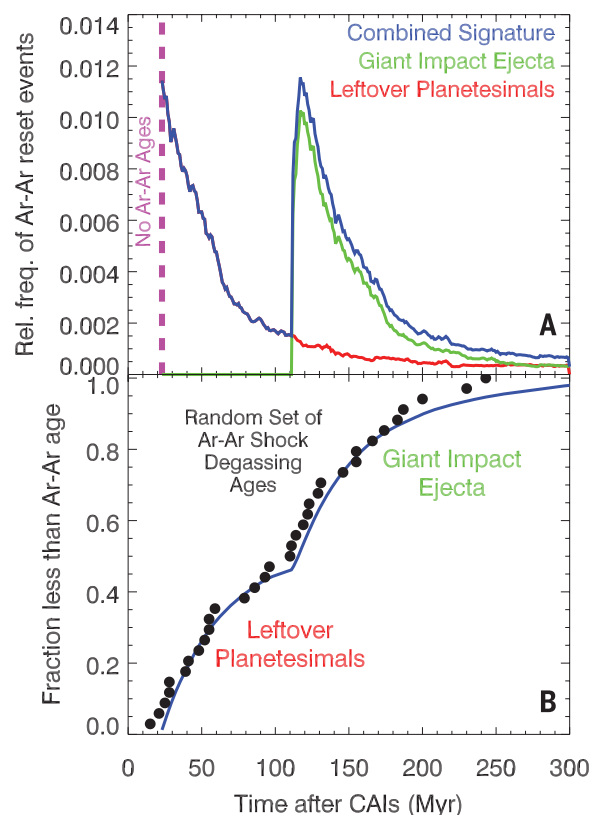 Rel. freq. of Ar-Ar reset events
0.014
0.012
0.010
0.008
0.006
0.004
0.002
0.000
No Ar-Ar Ages
Combined Signature
Giant Impact Ejecta
Leftover Planetesimals
A
Fraction less than Ar-Ar age
1.0
0.8
0.6
0.4
0.2
0.0
Random Set of
Ar-Ar Shock
Degassing
Ages
Giant Impact
Ejecta
Leftover
Planetesimals
B
0 50 100 150 200 250 300
Time after CAIs (Myr)